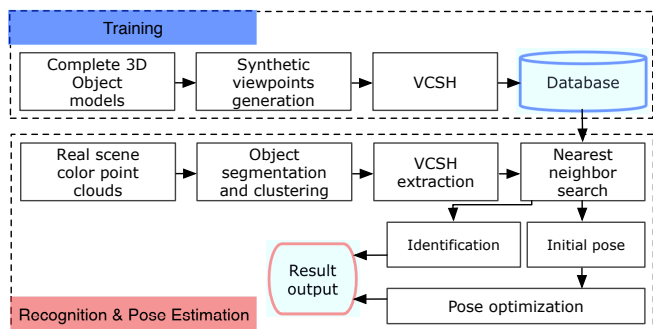 Training
Complete 3D
Object
models
Synthetic
viewpoints
generation
VCSH
Database
Real scene
color point
clouds
Object
segmentation
and clustering
VCSH
extraction
Nearest
neighbor
search
Identification
Initial pose
Result
output
Pose optimization
Recognition & Pose Estimation